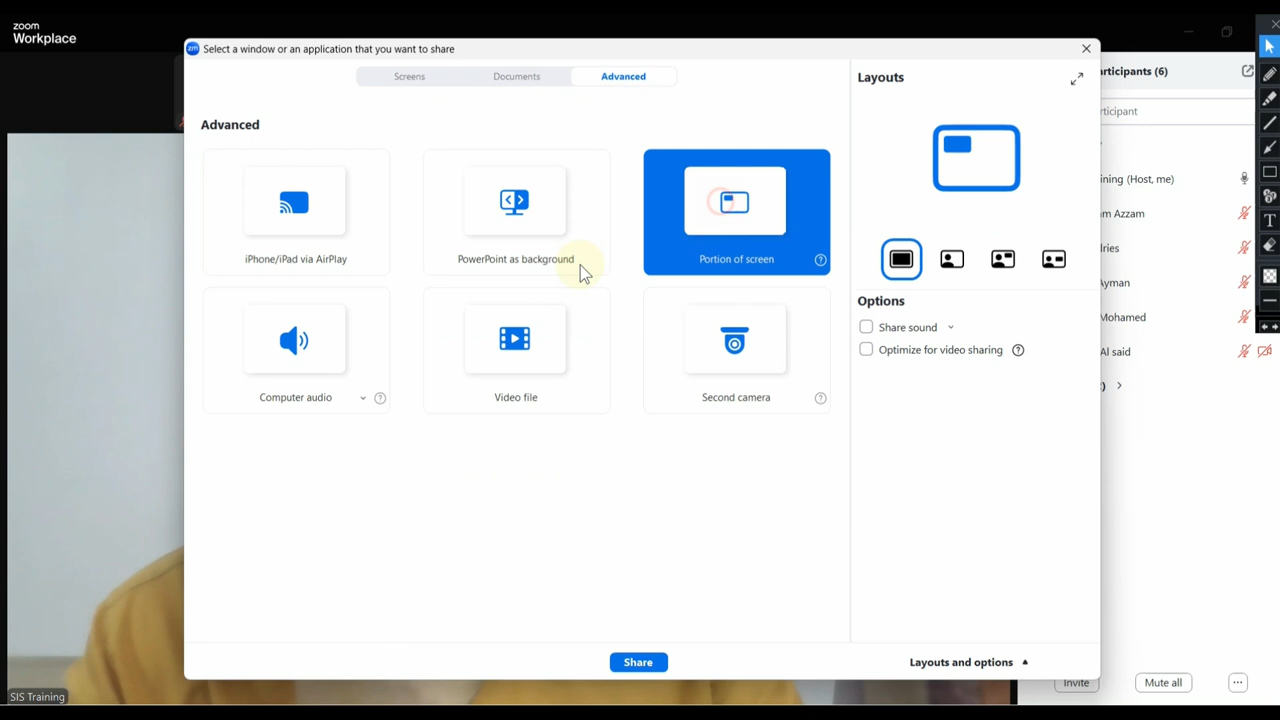 zoom
Workplace
Select a window or an application that you want to share
Screens
Documents
Advanced
Advanced
iPhone/iPad via AirPlay
PowerPoint as background
Portion of screen
Computer audio
Video file
Second camera
Layouts
Options
Share sound
Optimize for video sharing
Share
Layouts and options
articipants (6)
rticipant
ining (Host, me)
m Azzam
lries
Ayman
Mohamed
Al said
Invite
Mute all
SIS Training